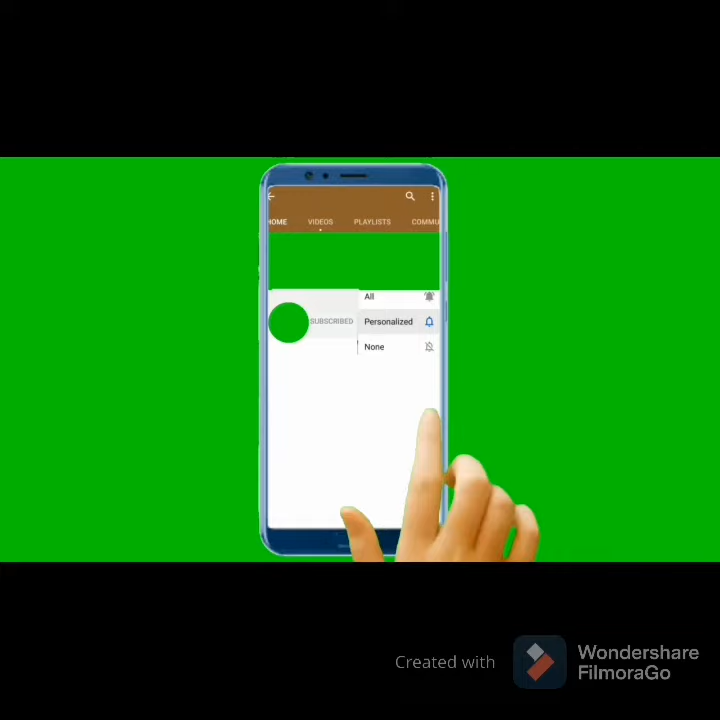 HOME VIDEOS PLAYLISTS COMMU
All
SUBSCRIBED Personalized
None
Created with Wondershare FilmoraGo